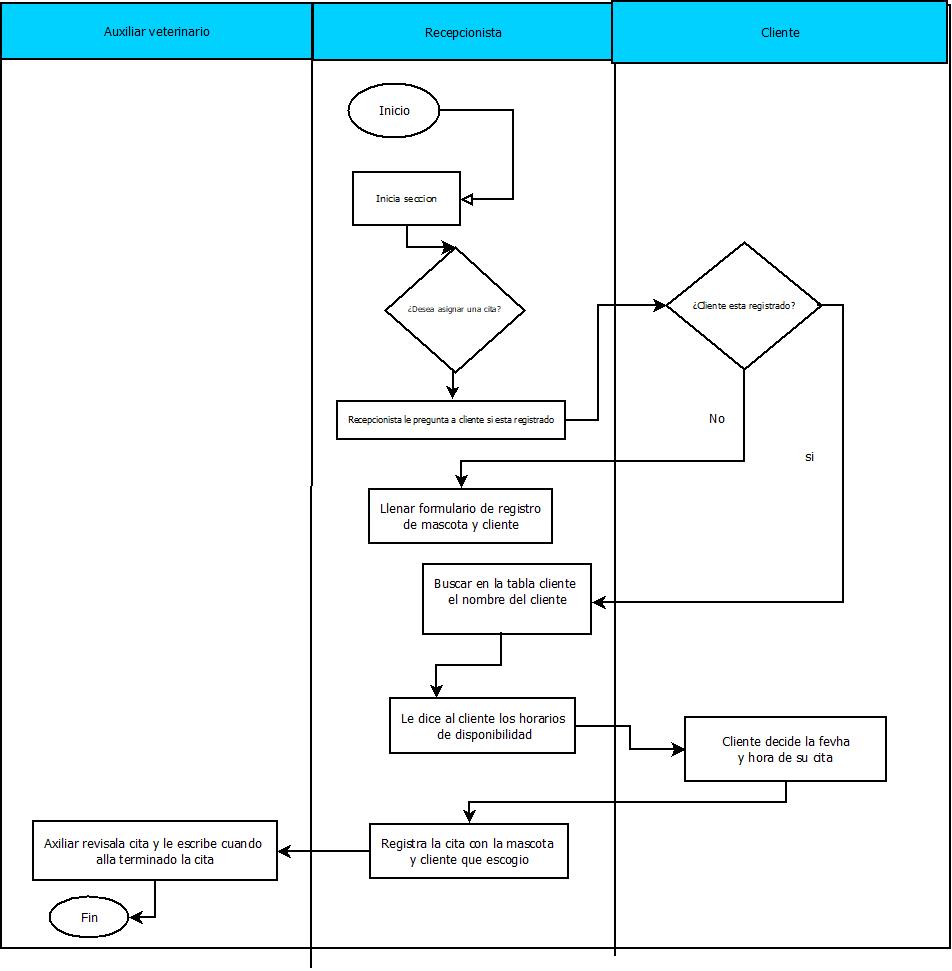 Auxiliar veterinario
Recepcionista
Cliente
Inicio
Inicia seccion
¿Desea asignar una cita?
¿Cliente esta registrado?
Recepcionista le pregunta a cliente si esta registrado
No
si
Llenar formulario de registro
de mascota y cliente
Buscar en la tabla cliente
el nombre del cliente
Le dice al cliente los horarios
de disponibilidad
Cliente decide la fevha
y hora de su cita
Registra la cita con la mascota
y cliente que escogio
Axiliar revisala cita y le escribe cuando
alla terminado la cita
Fin